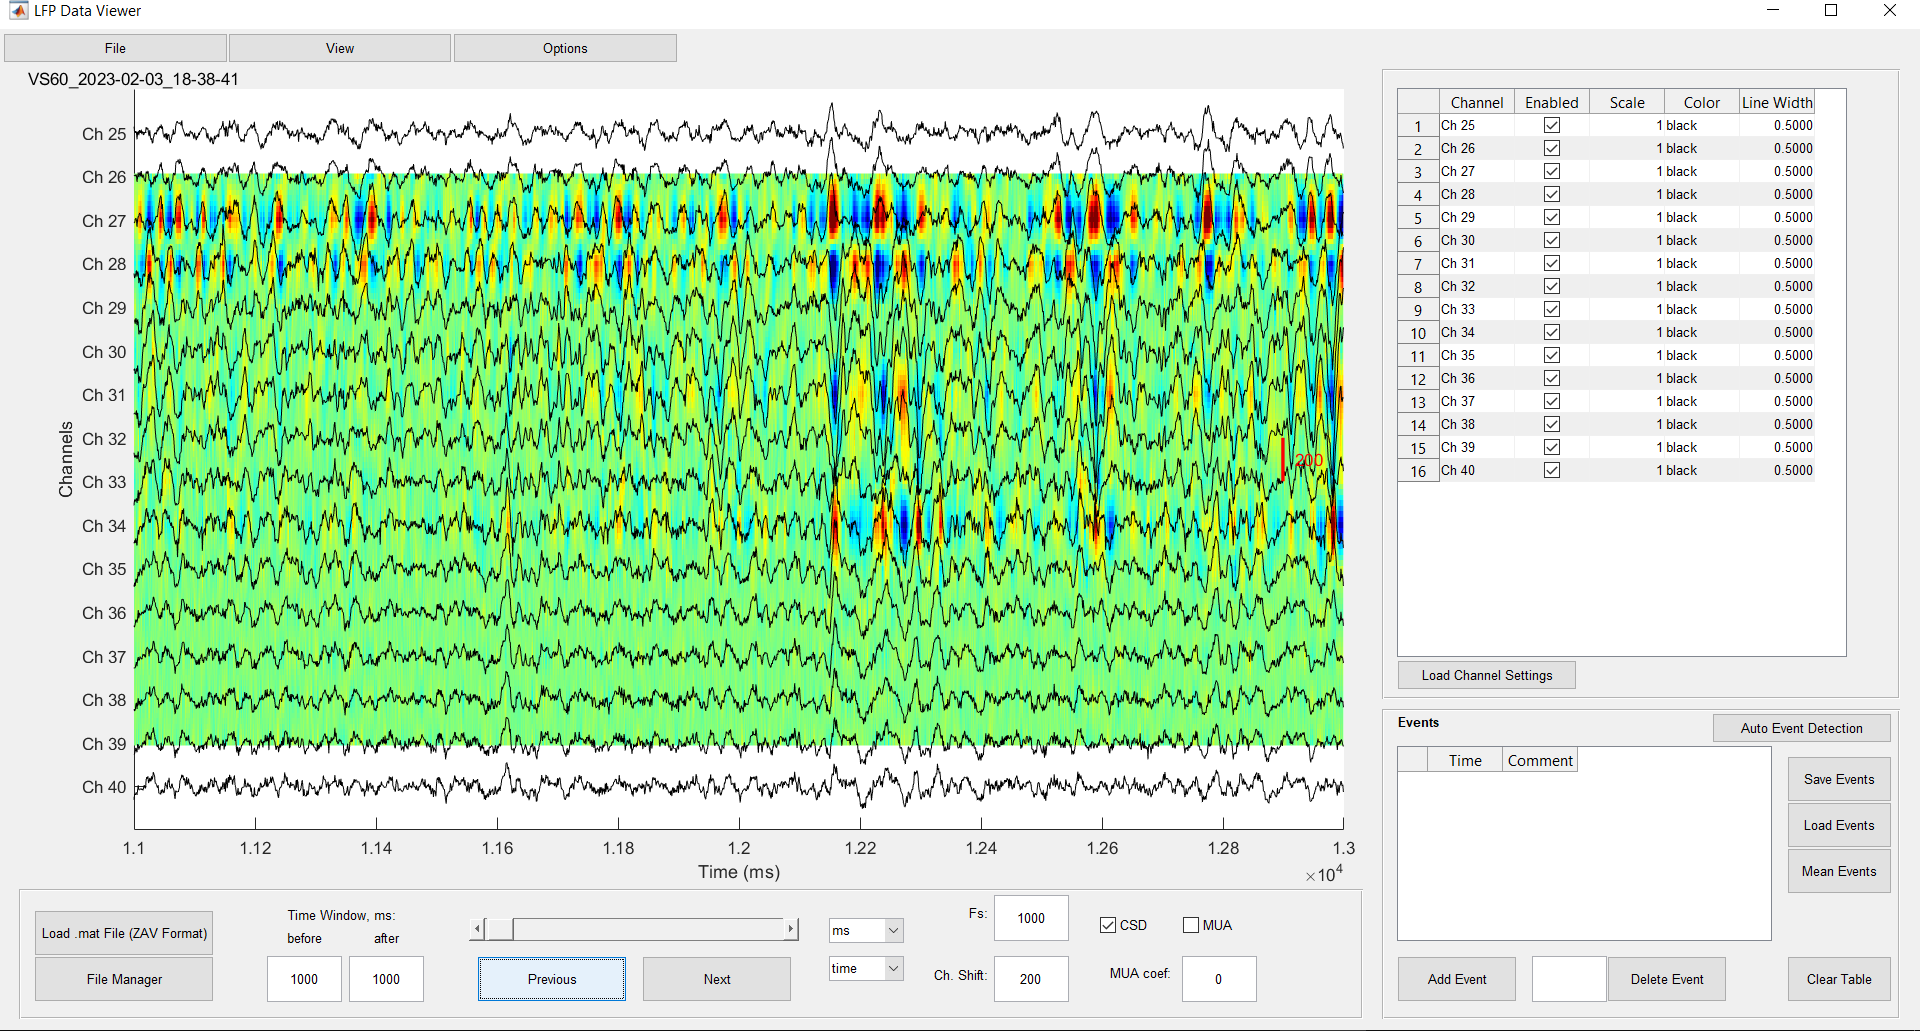 LFP Data Viewer
File View Options
VS60_2023-02-03_18-38-41
Channels
Ch 25
Ch 26
Ch 27
Ch 28
Ch 29
Ch 30
Ch 31
Ch 32
Ch 33
Ch 34
Ch 35
Ch 36
Ch 37
Ch 38
Ch 39
Ch 40
200
1.1 1.12 1.14 1.16 1.18 1.2 1.22 1.24 1.26 1.28 1.3
Time (ms)
×10⁴
Channel Enabled Scale Color Line Width
1 Ch 25 1 black 0.5000
2 Ch 26 1 black 0.5000
3 Ch 27 1 black 0.5000
4 Ch 28 1 black 0.5000
5 Ch 29 1 black 0.5000
6 Ch 30 1 black 0.5000
7 Ch 31 1 black 0.5000
8 Ch 32 1 black 0.5000
9 Ch 33 1 black 0.5000
10 Ch 34 1 black 0.5000
11 Ch 35 1 black 0.5000
12 Ch 36 1 black 0.5000
13 Ch 37 1 black 0.5000
14 Ch 38 1 black 0.5000
15 Ch 39 1 black 0.5000
16 Ch 40 1 black 0.5000
Load Channel Settings
Events
Auto Event Detection
Time Comment
Save Events
Load Events
Mean Events
Add Event Delete Event Clear Table
Load .mat File (ZAV Format)
File Manager
Time Window, ms:
before after
1000 1000
Previous Next
ms
time
Fs: 1000
Ch. Shift: 200
CSD MUA
MUA coef: 0